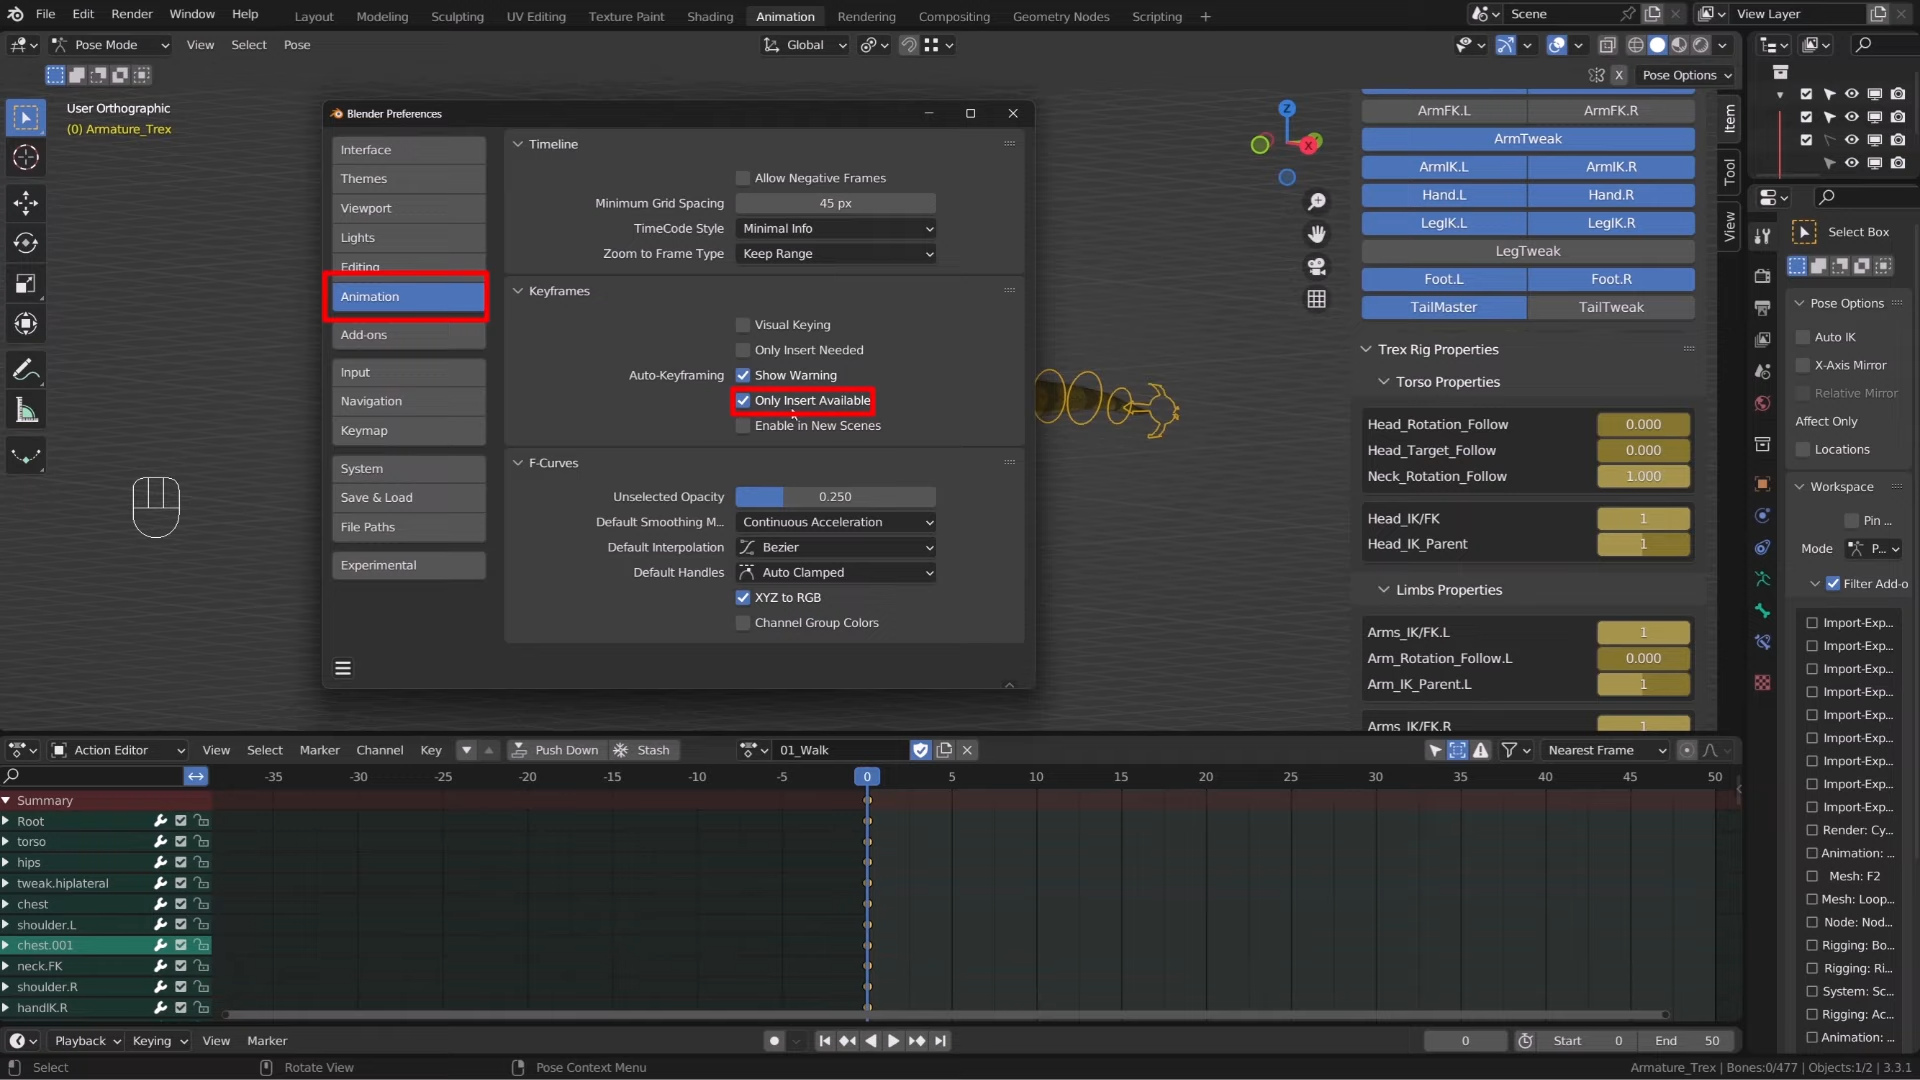 File Edit Render Window Help Layout Modeling Sculpting UV Editing Texture Paint Shading Animation Rendering Compositing Geometry Nodes Scripting + Scene View Layer
Pose Mode View Select Pose Global
X Pose Options
User Orthographic
(0) Armature_Trex
Blender Preferences
Interface
Themes
Viewport
Lights
Editing
Animation
Add-ons
Input
Navigation
Keymap
System
Save & Load
File Paths
Experimental
Timeline
Allow Negative Frames
Minimum Grid Spacing 45 px
TimeCode Style Minimal Info
Zoom to Frame Type Keep Range
Keyframes
Visual Keying
Only Insert Needed
Auto-Keyframing Show Warning
Only Insert Available
Enable in New Scenes
F-Curves
Unselected Opacity 0.250
Default Smoothing M... Continuous Acceleration
Default Interpolation Bezier
Default Handles Auto Clamped
XYZ to RGB
Channel Group Colors
Z
X
ArmFK.L ArmFK.R
ArmTweak
ArmIK.L ArmIK.R
Hand.L Hand.R
LegIK.L LegIK.R
LegTweak
Foot.L Foot.R
TailMaster TailTweak
Trex Rig Properties
Torso Properties
Head_Rotation_Follow 0.000
Head_Target_Follow 0.000
Neck_Rotation_Follow 1.000
Head_IK/FK 1
Head_IK_Parent 1
Limbs Properties
Arms_IK/FK.L 1
Arm_Rotation_Follow.L 0.000
Arm_IK_Parent.L 1
Arms_IK/FK.R 1
Item
Tool
View
Select Box
Pose Options
Auto IK
X-Axis Mirror
Relative Mirror
Affect Only
Locations
Workspace
Pin ...
Mode P...
Filter Add-o
Import-Exp...
Import-Exp...
Import-Exp...
Import-Exp...
Import-Exp...
Import-Exp...
Import-Exp...
Import-Exp...
Import-Exp...
Render: Cy...
Animation: ...
Mesh: F2
Mesh: Loop...
Node: Nod...
Rigging: Bo...
Rigging: Ri...
System: Sc...
Rigging: Ac...
Animation: ...
Action Editor View Select Marker Channel Key Push Down Stash 01_Walk Nearest Frame
-35 -30 -25 -20 -15 -10 -5 0 5 10 15 20 25 30 35 40 45 50
Summary
Root
torso
hips
tweak.hiplateral
chest
shoulder.L
chest.001
neck.FK
shoulder.R
handIK.R
Playback Keying View Marker 0 Start 0 End 50
Select Rotate View Pose Context Menu Armature_Trex | Bones:0/477 | Objects:1/2 | 3.3.1